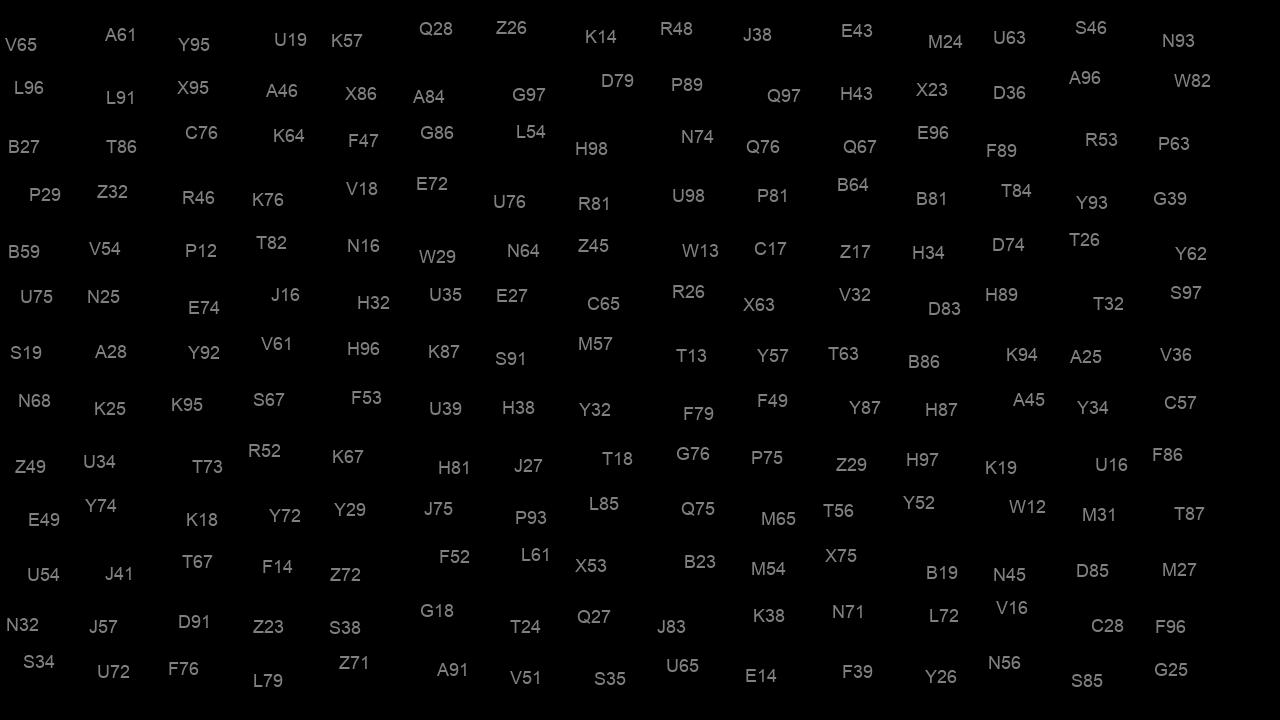 V65 A61 Y95 U19 K57 Q28 Z26 K14 R48 J38 E43 M24 U63 S46 N93
L96 L91 X95 A46 X86 A84 G97 D79 P89 Q97 H43 X23 D36 A96 W82
B27 T86 C76 K64 F47 G86 L54 H98 N74 Q76 Q67 E96 F89 R53 P63
P29 Z32 R46 K76 V18 E72 U76 R81 U98 P81 B64 B81 T84 Y93 G39
B59 V54 P12 T82 N16 W29 N64 Z45 W13 C17 Z17 H34 D74 T26 Y62
U75 N25 E74 J16 H32 U35 E27 C65 R26 X63 V32 D83 H89 T32 S97
S19 A28 Y92 V61 H96 K87 S91 M57 T13 Y57 T63 B86 K94 A25 V36
N68 K25 K95 S67 F53 U39 H38 Y32 F79 F49 Y87 H87 A45 Y34 C57
Z49 U34 T73 R52 K67 H81 J27 T18 G76 P75 Z29 H97 K19 U16 F86
E49 Y74 K18 Y72 Y29 J75 P93 L85 Q75 M65 T56 Y52 W12 M31 T87
U54 J41 T67 F14 Z72 F52 L61 X53 B23 M54 X75 B19 N45 D85 M27
N32 J57 D91 Z23 S38 G18 T24 Q27 J83 K38 N71 L72 V16 C28 F96
S34 U72 F76 L79 Z71 A91 V51 S35 U65 E14 F39 Y26 N56 S85 G25